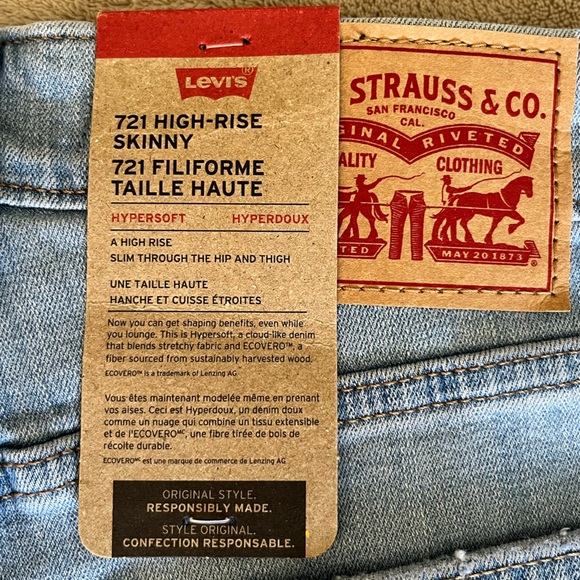 Levi's®
721 HIGH-RISE
SKINNY
721 FILIFORME
TAILLE HAUTE
HYPERSOFT HYPERDOUX
A HIGH RISE
SLIM THROUGH THE HIP AND THIGH
UNE TAILLE HAUTE
HANCHE ET CUISSE ÉTROITES
Now you can get shaping benefits, even while
you lounge. This is Hypersoft, a cloud-like denim
that blends stretchy fabric and ECOVERO™, a
fiber sourced from sustainably harvested wood.
ECOVERO™ is a trademark of Lenzing AG
Vous êtes maintenant modelée même en prenant
vos aises. Ceci est Hyperdoux, un denim doux
comme un nuage qui combine un tissu extensible
et de l'ECOVEROᴹᶜ, une fibre tirée de bois de
récolte durable.
ECOVEROᴹᶜ est une marque de commerce de Lenzing AG
ORIGINAL STYLE.
RESPONSIBLY MADE.
STYLE ORIGINAL.
CONFECTION RESPONSABLE.
STRAUSS & CO.
SAN FRANCISCO
CAL.
GINAL RIVETED
ALITY CLOTHING
TED MAY 20 1873
®